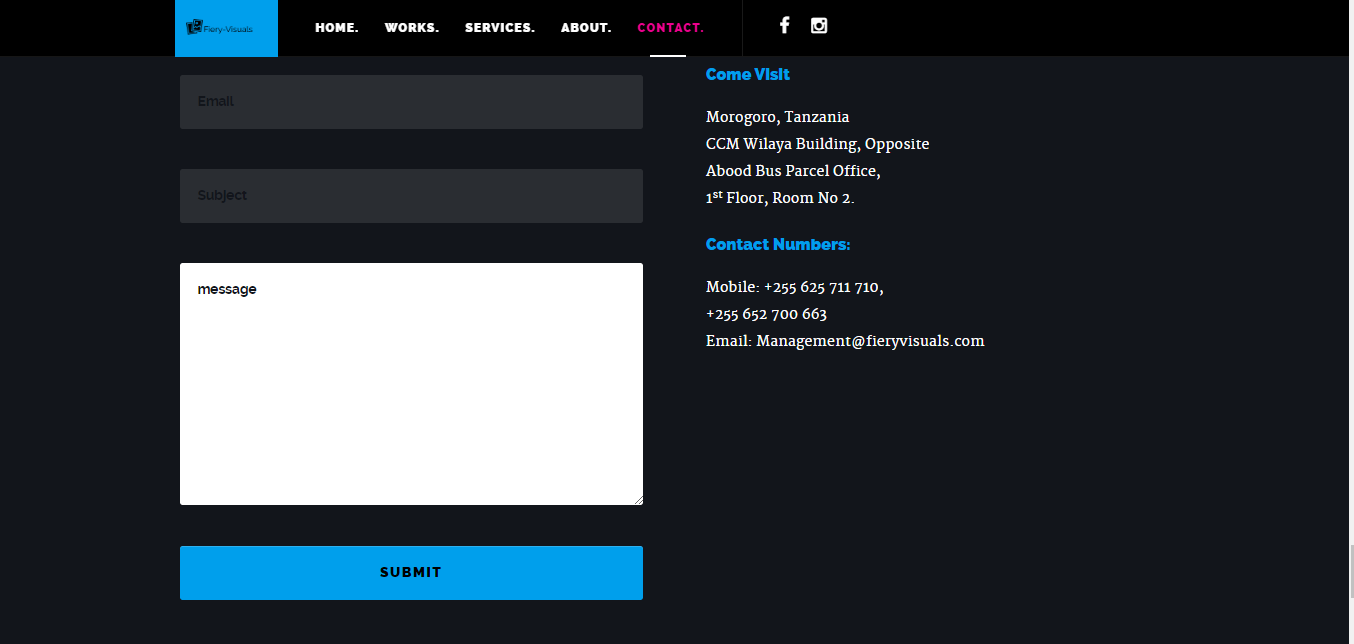 Fiery-Visuals
HOME. WORKS. SERVICES. ABOUT. CONTACT.
Email
Subject
message
SUBMIT
Come Visit
Morogoro, Tanzania
CCM Wilaya Building, Opposite
Abood Bus Parcel Office,
1st Floor, Room No 2.
Contact Numbers:
Mobile: +255 625 711 710,
+255 652 700 663
Email: Management@fieryvisuals.com